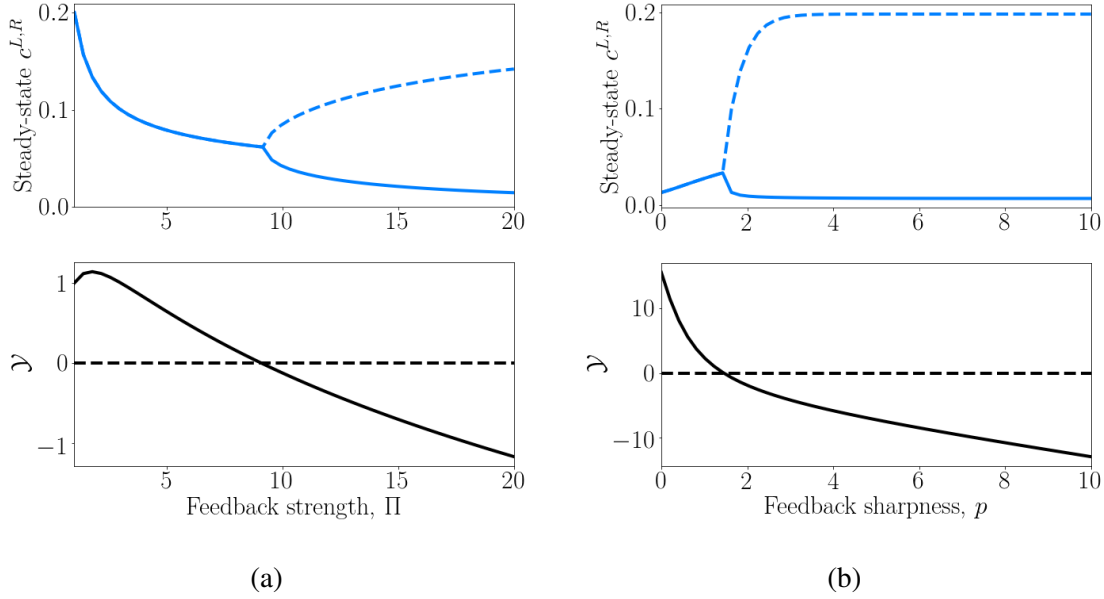 Steady-state c^{L,R}
0.2
0.1
0.0
5 10 15 20
Steady-state c^{L,R}
0.2
0.1
0.0
0 2 4 6 8 10
𝒴
1
0
−1
5 10 15 20
Feedback strength, Π
𝒴
10
0
−10
0 2 4 6 8 10
Feedback sharpness, p
(a)
(b)